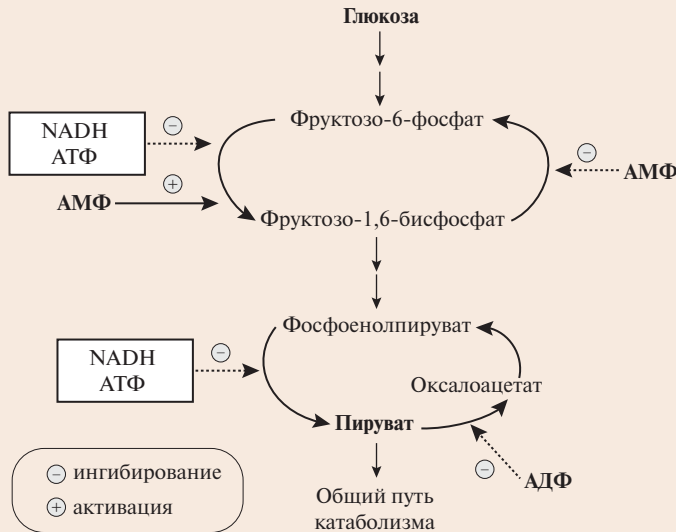 Глюкоза
Фруктозо-6-фосфат
NADH
АТФ
−
−
АМФ
+
АМФ
Фруктозо-1,6-бисфосфат
Фосфоенолпируват
NADH
АТФ
−
Оксалоацетат
Пируват
−
АДФ
− ингибирование
+ активация
Общий путь
катаболизма